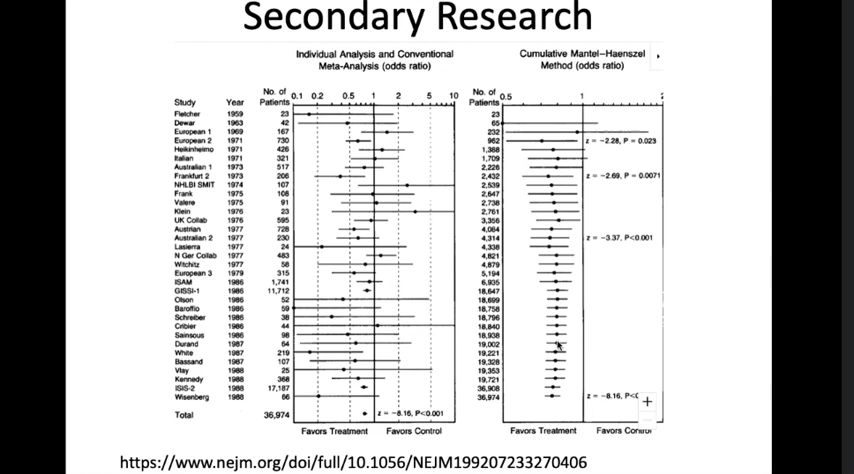 Secondary Research
Individual Analysis and Conventional
Meta-Analysis (odds ratio)
Cumulative Mantel-Haenszel
Method (odds ratio)
Study Year No. of Patients 0.1 0.2 0.5 1 2 5 10 No. of Patients 0.5 1 2
Fletcher 1959 23 23
Dewar 1963 42 65
European 1 1969 167 232
European 2 1971 730 962 z = -2.28, P = 0.023
Heikinheimo 1971 426 1,388
Italian 1971 321 1,709
Australian 1 1973 517 2,226
Frankfurt 2 1973 206 2,432 z = -2.69, P = 0.0071
NHLBI SMIT 1974 107 2,539
Frank 1975 108 2,647
Valere 1975 91 2,738
Klein 1976 23 2,761
UK Collab 1976 595 3,356
Austrian 1977 728 4,084
Australian 2 1977 230 4,314 z = -3.37, P<0.001
Lasierra 1977 24 4,338
N Ger Collab 1977 483 4,821
Witchitz 1977 58 4,879
European 3 1979 315 5,194
ISAM 1986 1,741 6,935
GISSI-1 1986 11,712 18,647
Olson 1986 52 18,699
Baroffio 1986 59 18,758
Schreiber 1986 38 18,796
Cribier 1986 44 18,840
Sainsous 1986 98 18,938
Durand 1987 64 19,002
White 1987 219 19,221
Bassand 1987 107 19,328
Vlay 1988 25 19,353
Kennedy 1988 368 19,721
ISIS-2 1988 17,187 36,908
Wisenberg 1988 66 36,974 z = -8.16, P<
Total 36,974 z = -8.16, P<0.001
Favors Treatment Favors Control Favors Treatment Favors Control
https://www.nejm.org/doi/full/10.1056/NEJM199207233270406